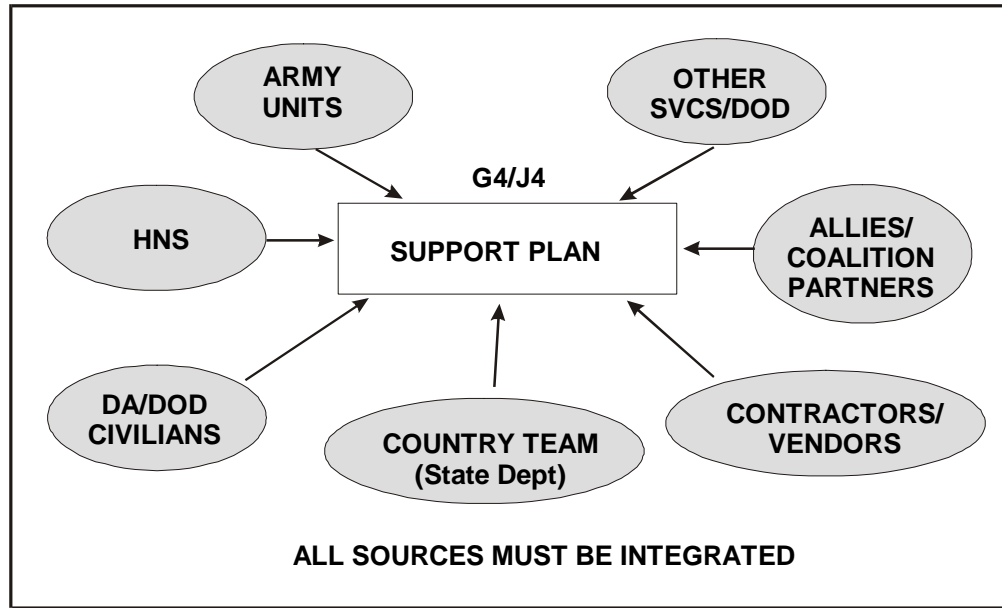 ARMY
UNITS
OTHER
SVCS/DOD
G4/J4
HNS
SUPPORT PLAN
ALLIES/
COALITION
PARTNERS
DA/DOD
CIVILIANS
COUNTRY TEAM
(State Dept)
CONTRACTORS/
VENDORS
ALL SOURCES MUST BE INTEGRATED